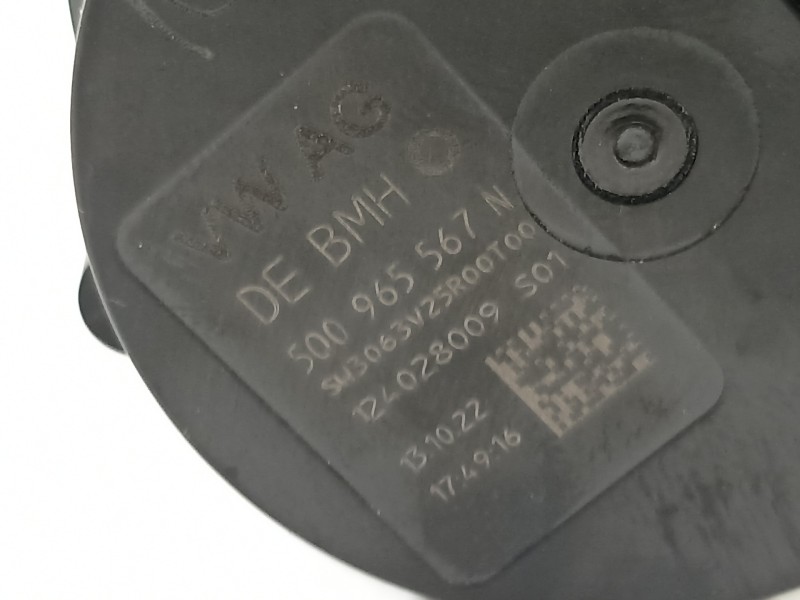 VW AG
DE BMH
5Q0 965 567 N
SW3063V25R00T00
124028009 S01
13.10.22
17:49:16